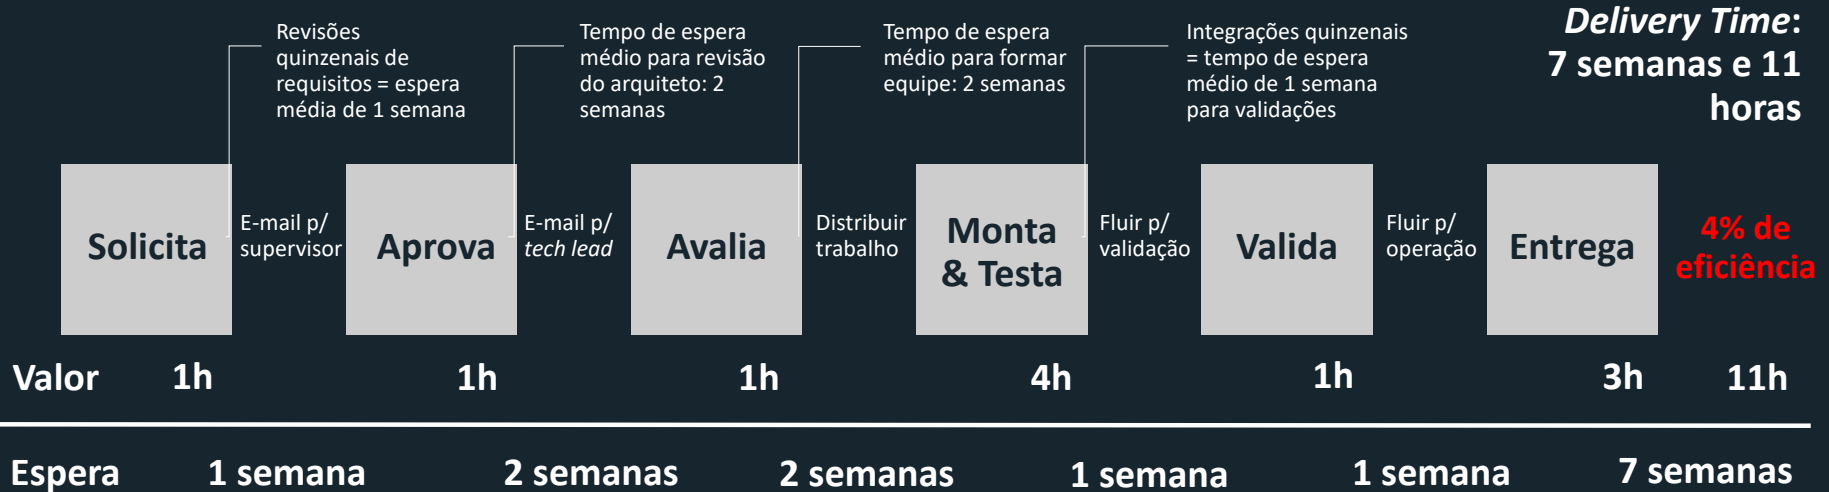 Revisões
quinzenais de
requisitos = espera
média de 1 semana
Tempo de espera
médio para revisão
do arquiteto: 2
semanas
Tempo de espera
médio para formar
equipe: 2 semanas
Integrações quinzenais
= tempo de espera
médio de 1 semana
para validações
Delivery Time:
7 semanas e 11
horas
Solicita
E-mail p/
supervisor
Aprova
E-mail p/
tech lead
Avalia
Distribuir
trabalho
Monta
& Testa
Fluir p/
validação
Valida
Fluir p/
operação
Entrega
4% de
eficiência
Valor 1h 1h 1h 4h 1h 3h 11h
Espera 1 semana 2 semanas 2 semanas 1 semana 1 semana 7 semanas